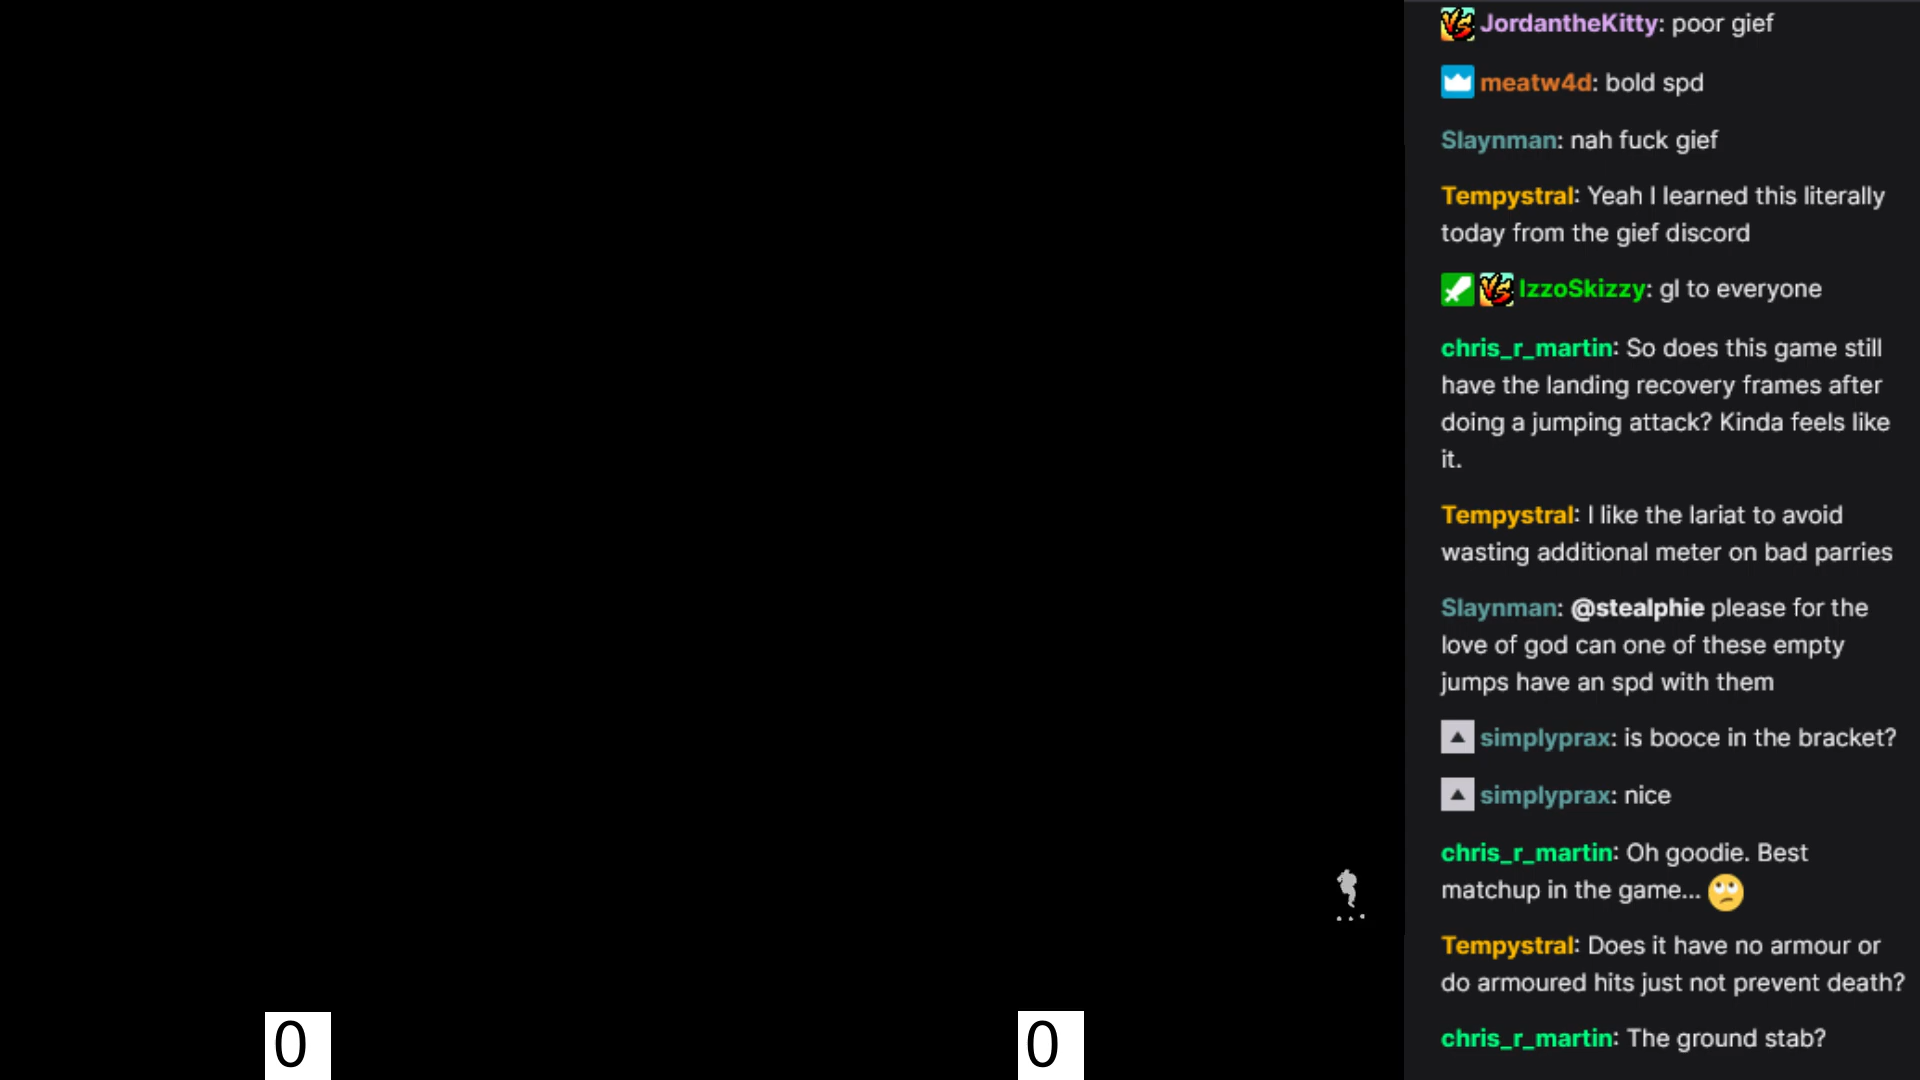 JordantheKitty: poor gief
meatw4d: bold spd
Slaynman: nah fuck gief
Tempystral: Yeah I learned this literally
today from the gief discord
IzzoSkizzy: gl to everyone
chris_r_martin: So does this game still
have the landing recovery frames after
doing a jumping attack? Kinda feels like
it.
Tempystral: I like the lariat to avoid
wasting additional meter on bad parries
Slaynman: @stealphie please for the
love of god can one of these empty
jumps have an spd with them
simplyprax: is booce in the bracket?
simplyprax: nice
chris_r_martin: Oh goodie. Best
matchup in the game... 🙄
Tempystral: Does it have no armour or
do armoured hits just not prevent death?
chris_r_martin: The ground stab?
0
0